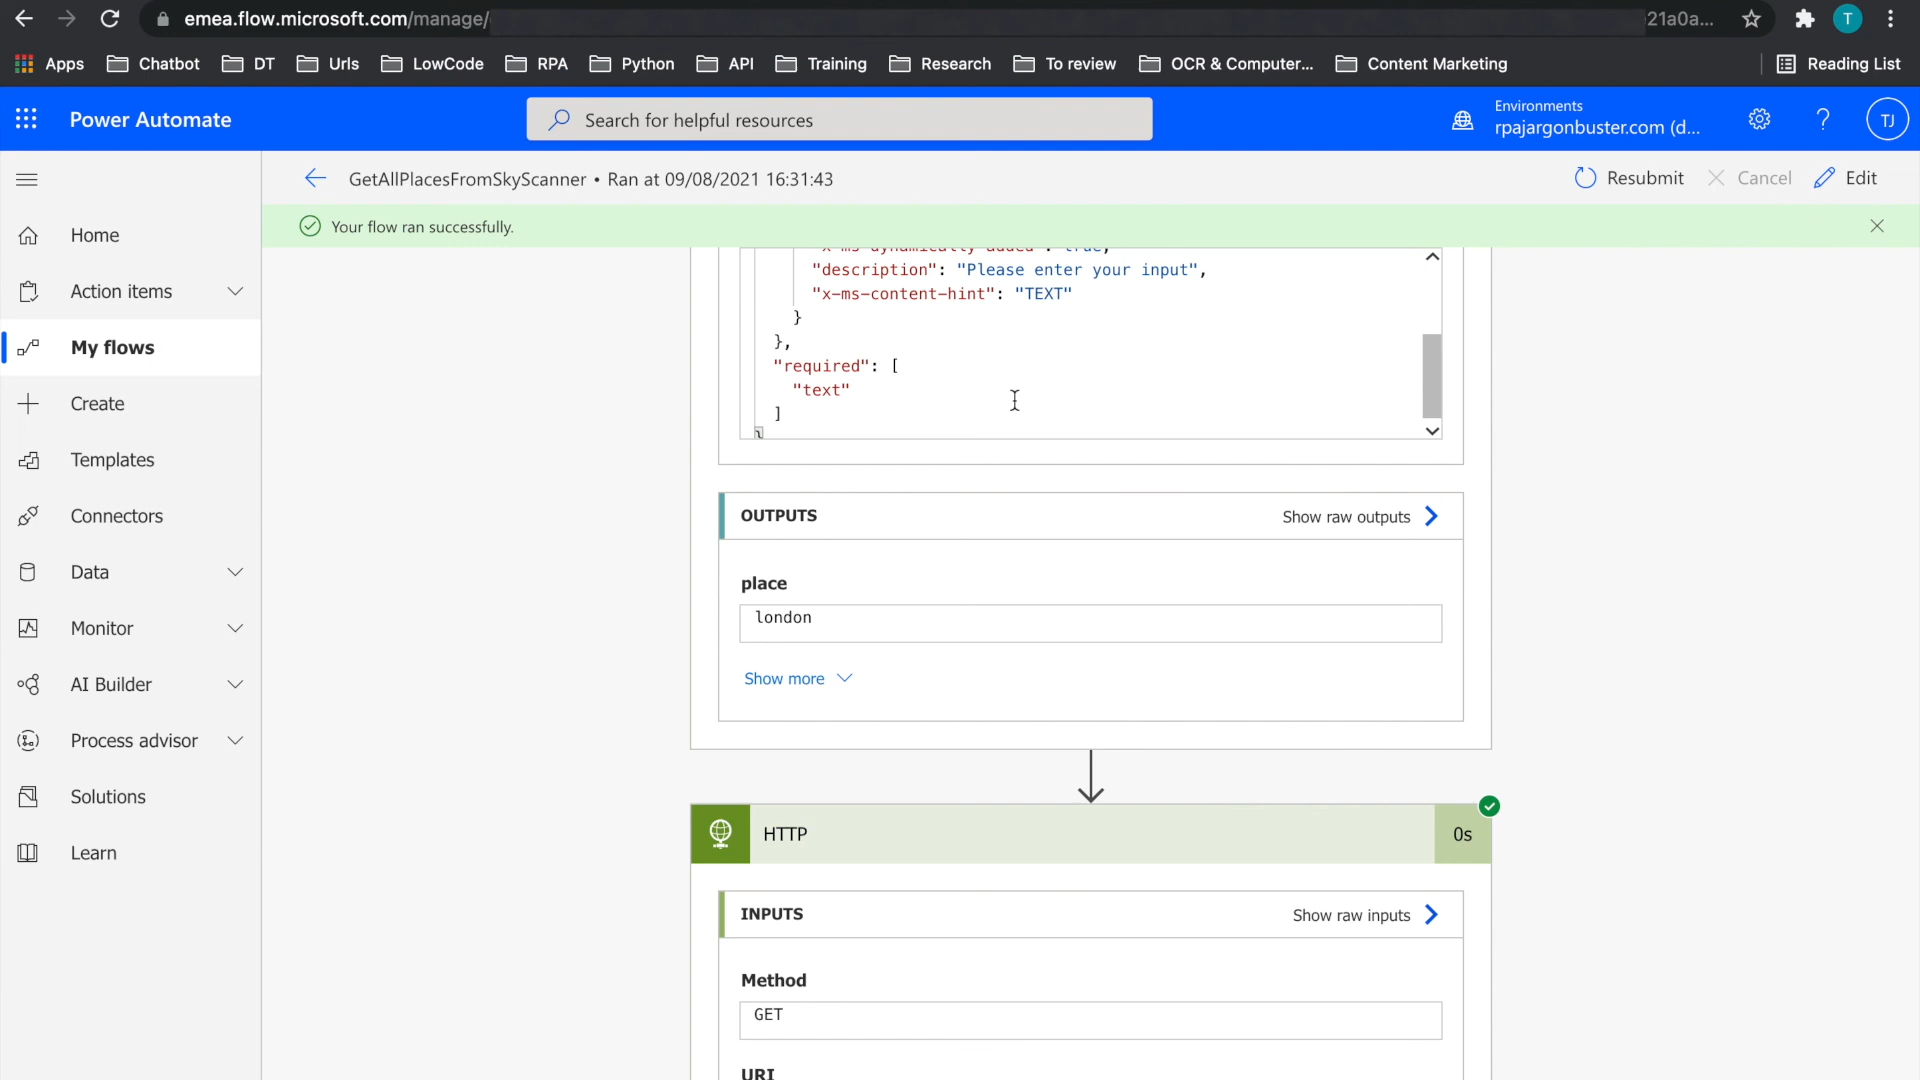 emea.flow.microsoft.com/manage/ 21a0a...
T
Apps Chatbot DT Urls LowCode RPA Python API Training Research To review OCR & Computer... Content Marketing Reading List
Power Automate
Search for helpful resources
Environments
rpajargonbuster.com (d...
?
TJ
GetAllPlacesFromSkyScanner • Ran at 09/08/2021 16:31:43
Resubmit Cancel Edit
Your flow ran successfully.
Home
Action items
My flows
Create
Templates
Connectors
Data
Monitor
AI Builder
Process advisor
Solutions
Learn
"x-ms-dynamically-added": true,
"description": "Please enter your input",
"x-ms-content-hint": "TEXT"
}
},
"required": [
"text"
]
}
OUTPUTS
Show raw outputs
place
london
Show more
HTTP
0s
INPUTS
Show raw inputs
Method
GET
URI